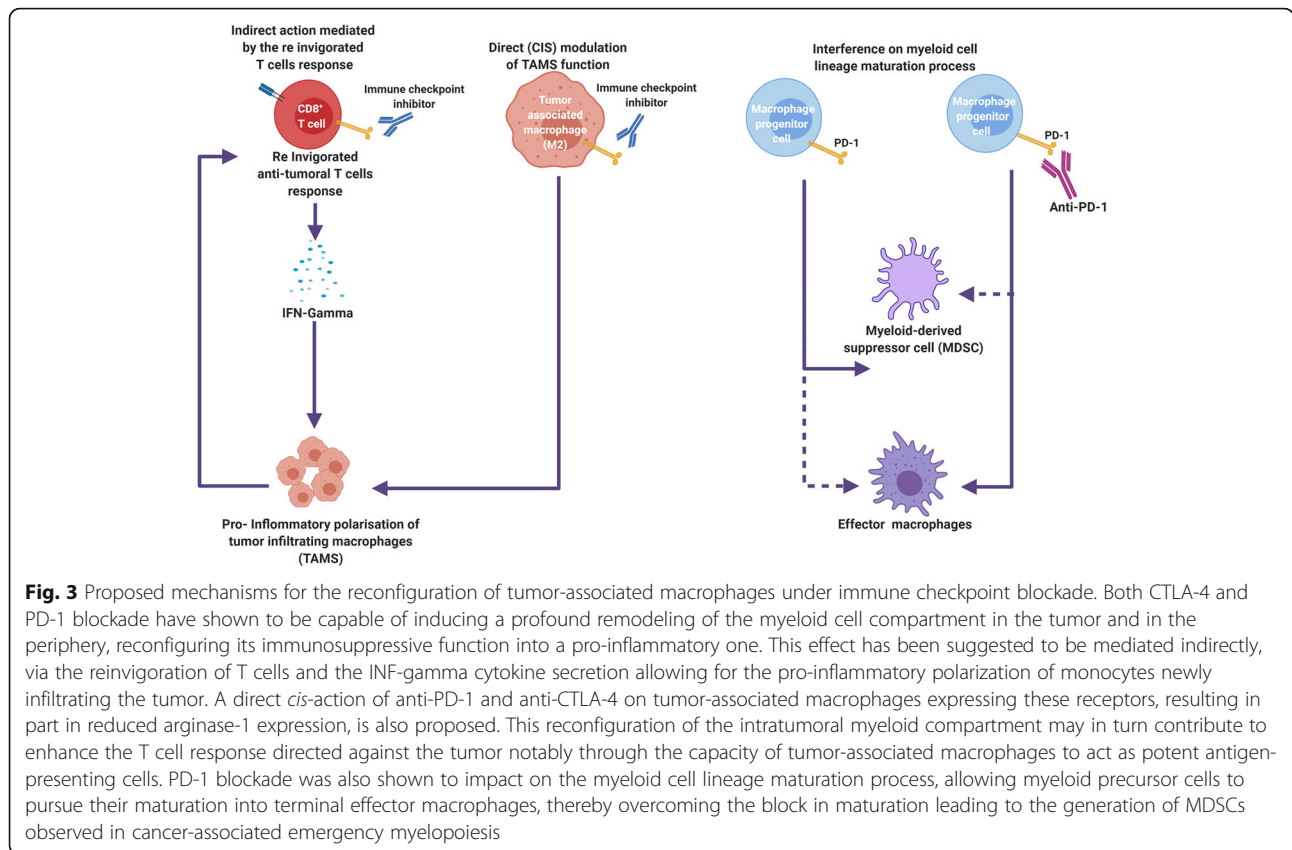 Indirect action mediated
by the re invigorated
T cells response
CD8+
T cell
Immune checkpoint
inhibitor
Re Invigorated
anti-tumoral T cells
response
IFN-Gamma
Pro- Inflommatory polarisation of
tumor infiltrating macrophages
(TAMS)
Direct (CIS) modulation
of TAMS function
Immune checkpoint
inhibitor
Tumor
associated
macrophage
(M2)
Interference on myeloid cell
lineage maturation process
Macrophage
progenitor
cell
PD-1
Macrophage
progenitor
cell
PD-1
Anti-PD-1
Myeloid-derived
suppressor cell (MDSC)
Effector macrophages
Fig. 3 Proposed mechanisms for the reconfiguration of tumor-associated macrophages under immune checkpoint blockade. Both CTLA-4 and
PD-1 blockade have shown to be capable of inducing a profound remodeling of the myeloid cell compartment in the tumor and in the
periphery, reconfiguring its immunosuppressive function into a pro-inflammatory one. This effect has been suggested to be mediated indirectly,
via the reinvigoration of T cells and the INF-gamma cytokine secretion allowing for the pro-inflammatory polarization of monocytes newly
infiltrating the tumor. A direct cis-action of anti-PD-1 and anti-CTLA-4 on tumor-associated macrophages expressing these receptors, resulting in
part in reduced arginase-1 expression, is also proposed. This reconfiguration of the intratumoral myeloid compartment may in turn contribute to
enhance the T cell response directed against the tumor notably through the capacity of tumor-associated macrophages to act as potent antigen-
presenting cells. PD-1 blockade was also shown to impact on the myeloid cell lineage maturation process, allowing myeloid precursor cells to
pursue their maturation into terminal effector macrophages, thereby overcoming the block in maturation leading to the generation of MDSCs
observed in cancer-associated emergency myelopoiesis